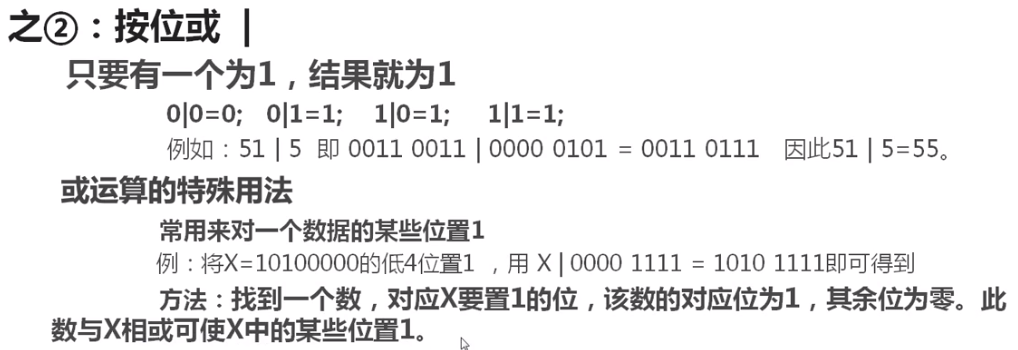 之②：按位或 |
只要有一个为1，结果就为1
0|0=0; 0|1=1; 1|0=1; 1|1=1;
例如：51 | 5 即 0011 0011 | 0000 0101 = 0011 0111 因此51 | 5=55。
或运算的特殊用法
常用来对一个数据的某些位置1
例：将X=10100000的低4位置1 ，用 X | 0000 1111 = 1010 1111即可得到
方法：找到一个数，对应X要置1的位，该数的对应位为1，其余位为零。此
数与X相或可使X中的某些位置1。